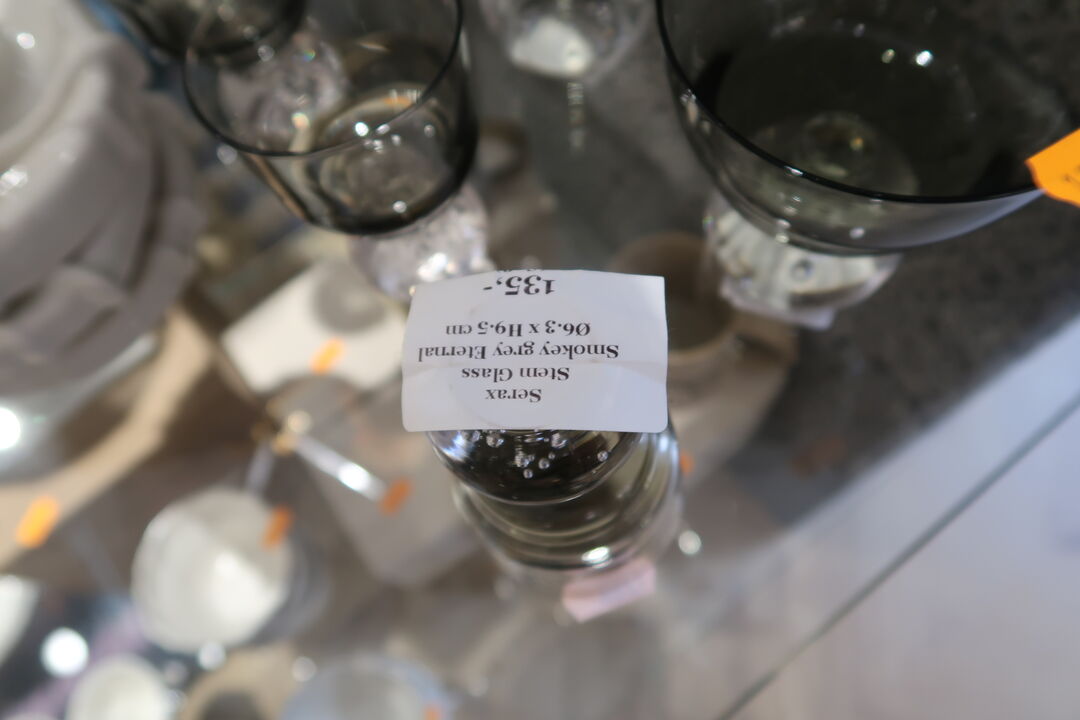 Serax
Stem Glass
Smokey grey Eternal
Ø6.3 x H9.5 cm
135,-